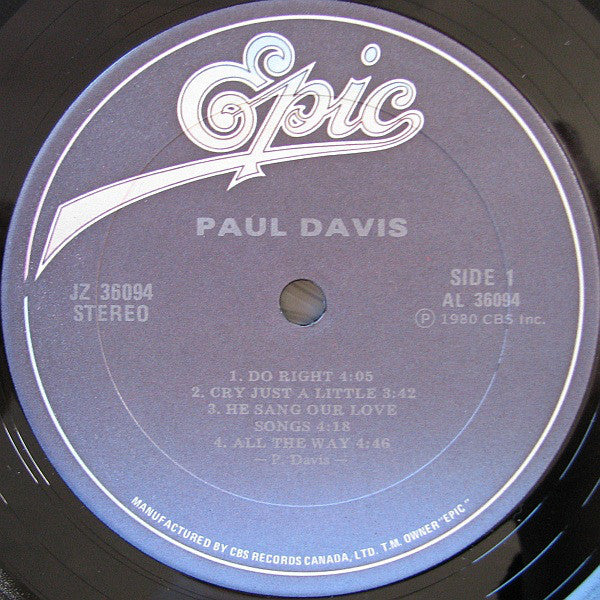 Epic
PAUL DAVIS
JZ 36094
STEREO
SIDE 1
AL 36094
Ⓟ 1980 CBS Inc.
1. DO RIGHT 4:05
2. CRY JUST A LITTLE 3:42
3. HE SANG OUR LOVE
SONGS 4:18
4. ALL THE WAY 4:46
– P. Davis –
MANUFACTURED BY CBS RECORDS CANADA, LTD. T.M. OWNER "EPIC"